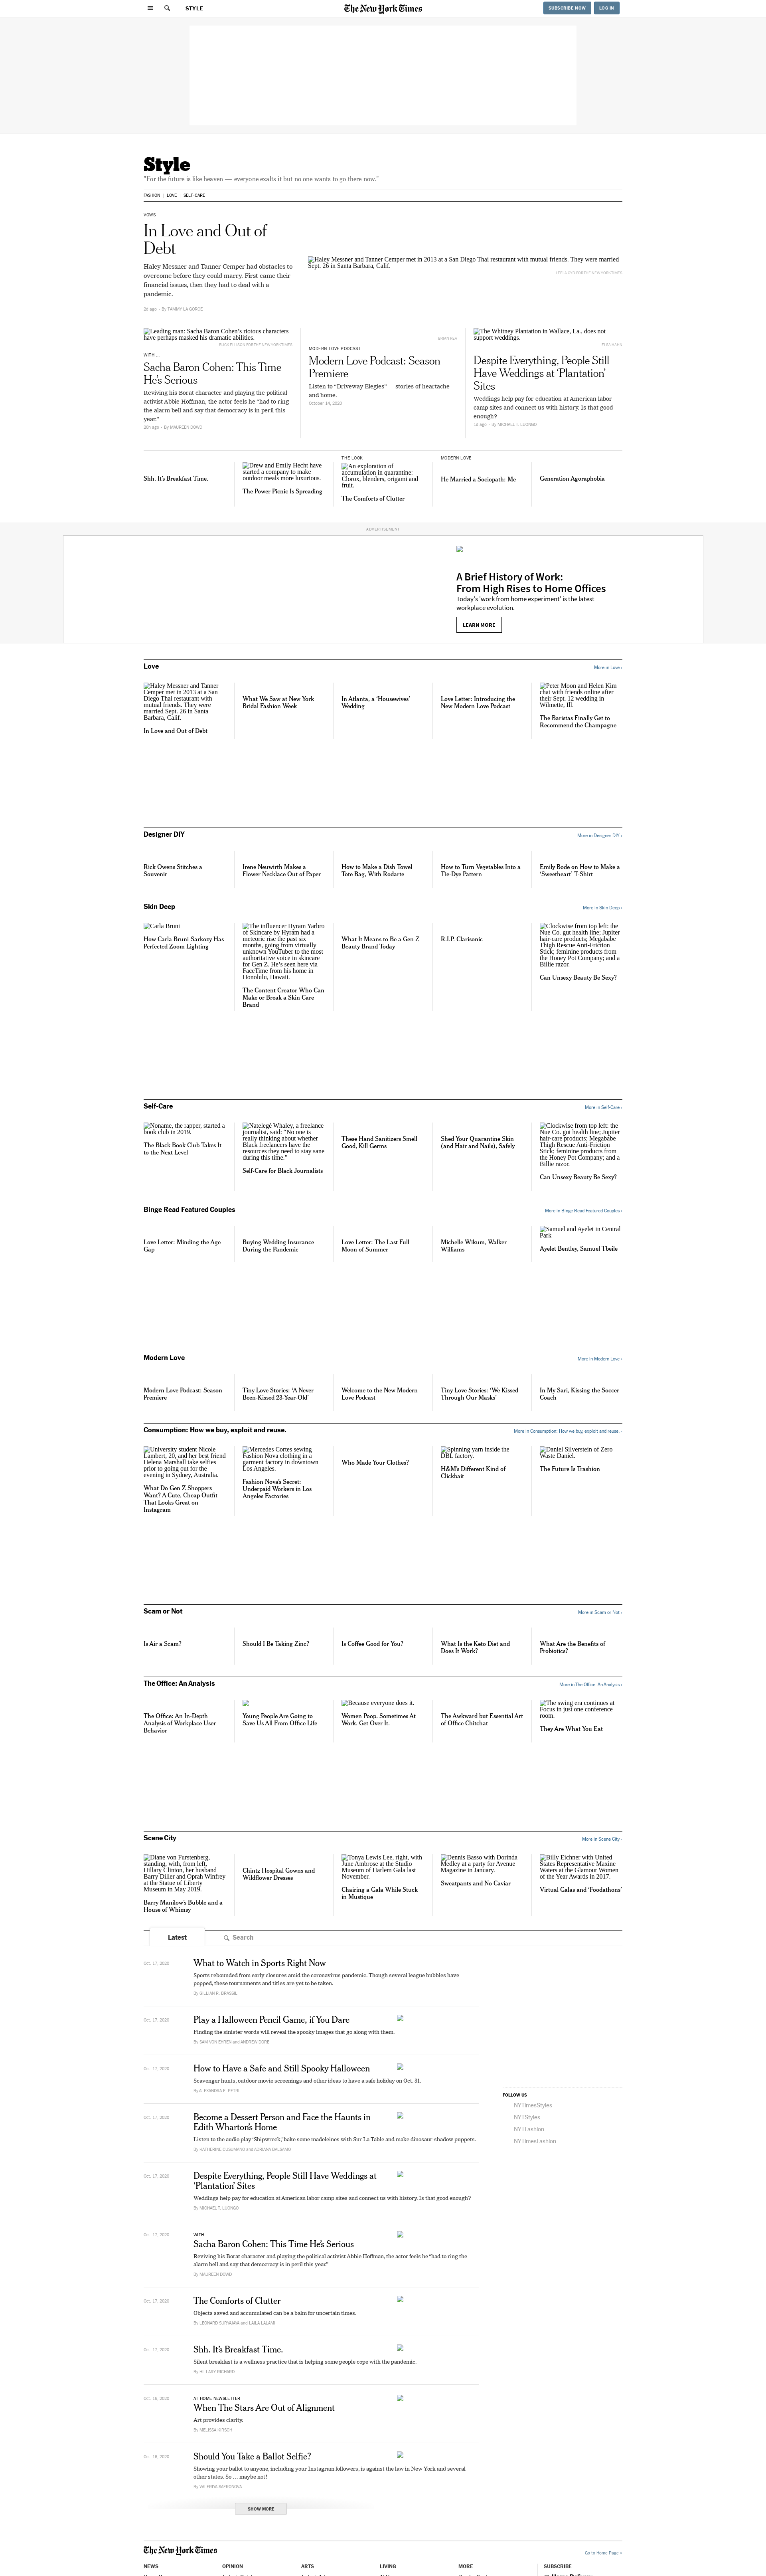 STYLE
The New York Times
SUBSCRIBE NOW
LOG IN
Style
"For the future is like heaven — everyone exalts it but no one wants to go there now."
FASHION
LOVE
SELF-CARE
VOWS
In Love and Out of
Debt
Haley Messner and Tanner Cemper had obstacles to
overcome before they could marry. First came their
financial issues, then they had to deal with a
pandemic.
2d ago – By TAMMY LA GORCE
Haley Messner and Tanner Cemper met in 2013 at a San Diego Thai restaurant with mutual friends. They were married
Sept. 26 in Santa Barbara, Calif.
Leading man: Sacha Baron Cohen's riotous characters
have perhaps masked his dramatic abilities.
WITH ...
Sacha Baron Cohen: This Time
He's Serious
Reviving his Borat character and playing the political
activist Abbie Hoffman, the actor feels he "had to ring
the alarm bell and say that democracy is in peril this
year."
20h ago – By MAUREEN DOWD
BRIAN REA
MODERN LOVE PODCAST
Modern Love Podcast: Season
Premiere
Listen to "Driveway Elegies" — stories of heartache
and home.
October 14, 2020
The Whitney Plantation in Wallace, La., does not
support weddings.
Despite Everything, People Still
Have Weddings at 'Plantation'
Sites
Weddings help pay for education at American labor
camp sites and connect us with history. Is that good
enough?
1d ago – By MICHAEL T. LUONGO
Shh. It's Breakfast Time.
Drew and Emily Hecht have
started a company to make
outdoor meals more luxurious.
The Power Picnic Is Spreading
THE LOOK
An exploration of
accumulation in quarantine:
Clorox, blenders, origami and
fruit.
The Comforts of Clutter
MODERN LOVE
He Married a Sociopath: Me
Generation Agoraphobia
ADVERTISEMENT
A Brief History of Work:
From High Rises to Home Offices
Today's 'work from home experiment' is the latest
workplace evolution.
LEARN MORE
Love
More in Love ›
Haley Messner and Tanner
Cemper met in 2013 at a San
Diego Thai restaurant with
mutual friends. They were
married Sept. 26 in Santa
Barbara, Calif.
In Love and Out of Debt
What We Saw at New York
Bridal Fashion Week
In Atlanta, a 'Housewives'
Wedding
Love Letter: Introducing the
New Modern Love Podcast
Peter Moon and Helen Kim
chat with friends online after
their Sept. 12 wedding in
Wilmette, Ill.
The Baristas Finally Get to
Recommend the Champagne
Designer DIY
More in Designer DIY ›
Rick Owens Stitches a
Souvenir
Irene Neuwirth Makes a
Flower Necklace Out of Paper
How to Make a Dish Towel
Tote Bag, With Rodarte
How to Turn Vegetables Into a
Tie-Dye Pattern
Emily Bode on How to Make a
'Sweetheart' T-Shirt
Skin Deep
More in Skin Deep ›
Carla Bruni
How Carla Bruni-Sarkozy Has
Perfected Zoom Lighting
The influencer Hyram Yarbro
of Skincare by Hyram had a
meteoric rise the past six
months, going from virtually
unknown YouTuber to the most
authoritative voice in skincare
for Gen Z. He's seen here via
FaceTime from his home in
Honolulu, Hawaii.
The Content Creator Who Can
Make or Break a Skin Care
Brand
What It Means to Be a Gen Z
Beauty Brand Today
R.I.P. Clarisonic
Clockwise from top left: the
Nue Co. gut health line; Jupiter
hair-care products; Megababe
Thigh Rescue Anti-Friction
Stick; feminine products from
the Honey Pot Company; and a
Billie razor.
Can Unsexy Beauty Be Sexy?
Self-Care
More in Self-Care ›
Noname, the rapper, started a
book club in 2019.
The Black Book Club Takes It
to the Next Level
Natelegé Whaley, a freelance
journalist, said: "No one is
really thinking about whether
Black freelancers have the
resources they need to stay sane
during this time."
Self-Care for Black Journalists
These Hand Sanitizers Smell
Good, Kill Germs
Shed Your Quarantine Skin
(and Hair and Nails), Safely
Clockwise from top left: the
Nue Co. gut health line; Jupiter
hair-care products; Megababe
Thigh Rescue Anti-Friction
Stick; feminine products from
the Honey Pot Company; and a
Billie razor.
Can Unsexy Beauty Be Sexy?
Binge Read Featured Couples
More in Binge Read Featured Couples ›
Love Letter: Minding the Age
Gap
Buying Wedding Insurance
During the Pandemic
Love Letter: The Last Full
Moon of Summer
Michelle Wikum, Walker
Williams
Samuel and Ayelet in Central
Park
Ayelet Bentley, Samuel Tbeile
Modern Love
More in Modern Love ›
Modern Love Podcast: Season
Premiere
Tiny Love Stories: 'A Never-
Been-Kissed 23-Year-Old'
Welcome to the New Modern
Love Podcast
Tiny Love Stories: 'We Kissed
Through Our Masks'
In My Sari, Kissing the Soccer
Coach
Consumption: How we buy, exploit and reuse.
More in Consumption: How we buy, exploit and reuse. ›
University student Nicole
Lambert, 20, and her best friend
Helena Marshall take selfies
prior to going out for the
evening in Sydney, Australia.
What Do Gen Z Shoppers
Want? A Cute, Cheap Outfit
That Looks Great on
Instagram
Mercedes Cortes sewing
Fashion Nova clothing in a
garment factory in downtown
Los Angeles.
Fashion Nova's Secret:
Underpaid Workers in Los
Angeles Factories
Who Made Your Clothes?
Spinning yarn inside the
DBL factory.
H&M's Different Kind of
Clickbait
Daniel Silverstein of Zero
Waste Daniel.
The Future Is Trashion
Scam or Not
More in Scam or Not ›
Is Air a Scam?
Should I Be Taking Zinc?
Is Coffee Good for You?
What Is the Keto Diet and
Does It Work?
What Are the Benefits of
Probiotics?
The Office: An Analysis
More in The Office: An Analysis ›
The Office: An In-Depth
Analysis of Workplace User
Behavior
Young People Are Going to
Save Us All From Office Life
Because everyone does it.
Women Poop. Sometimes At
Work. Get Over It.
The Awkward but Essential Art
of Office Chitchat
The swing era continues at
Focus in just one conference
room.
They Are What You Eat
Scene City
More in Scene City ›
Diane von Furstenberg,
standing, with, from left,
Hillary Clinton, her husband
Barry Diller and Oprah Winfrey
at the Statue of Liberty
Museum in May 2019.
Barry Manilow's Bubble and a
House of Whimsy
Chintz Hospital Gowns and
Wildflower Dresses
Tonya Lewis Lee, right, with
June Ambrose at the Studio
Museum of Harlem Gala last
November.
Chairing a Gala While Stuck
in Mustique
Dennis Basso with Dorinda
Medley at a party for Avenue
Magazine in January.
Sweatpants and No Caviar
Billy Eichner with United
States Representative Maxine
Waters at the Glamour Women
of the Year Awards in 2017.
Virtual Galas and 'Foodathons'
Latest
Search
Oct. 17, 2020
What to Watch in Sports Right Now
Sports rebounded from early closures amid the coronavirus pandemic. Though several league bubbles have
popped, these tournaments and titles are yet to be taken.
By GILLIAN R. BRASSIL
Oct. 17, 2020
Play a Halloween Pencil Game, if You Dare
Finding the sinister words will reveal the spooky images that go along with them.
By SAM VON EHREN and ANDREW SORE
Oct. 17, 2020
How to Have a Safe and Still Spooky Halloween
Scavenger hunts, outdoor movie screenings and other ideas to have a safe holiday on Oct. 31.
By ALEXANDRA E. PETRI
Oct. 17, 2020
Become a Dessert Person and Face the Haunts in
Edith Wharton's Home
Listen to the audio play 'Shipwreck,' bake some madeleines with Sur La Table and make dinosaur shadow puppets.
By KATHERINE CUSUMANO and ADRIANA BALSAMO
Oct. 17, 2020
Despite Everything, People Still Have Weddings at
'Plantation' Sites
Weddings help pay for education at American labor camp sites and connect us with history. Is that good enough?
By MICHAEL T. LUONGO
Oct. 17, 2020
WITH ...
Sacha Baron Cohen: This Time He's Serious
Reviving his Borat character and playing the political activist Abbie Hoffman, the actor feels he "had to ring the
alarm bell and say that democracy is in peril this year."
By MAUREEN DOWD
Oct. 17, 2020
The Comforts of Clutter
Objects saved and accumulated can be a balm for uncertain times.
By LEONARD SURYAJAYA and LAILA LALAMI
Oct. 17, 2020
Shh. It's Breakfast Time.
Silent breakfast is a wellness practice that is helping some people cope with the pandemic.
By HILLARY RICHARD
Oct. 16, 2020
AT HOME NEWSLETTER
When The Stars Are Out of Alignment
Art provides clarity.
By MELISSA KIRSCH
Oct. 16, 2020
Should You Take a Ballot Selfie?
Showing your ballot to anyone, including your Instagram followers, is against the law in New York and several
other states. So … maybe not!
By VALERIYA SAFRONOVA
SHOW MORE
FOLLOW US
NYTimesStyles
NYTStyles
NYTFashion
NYTimesFashion
The New York Times
Go to Home Page »
NEWS
OPINION
ARTS
LIVING
MORE
SUBSCRIBE